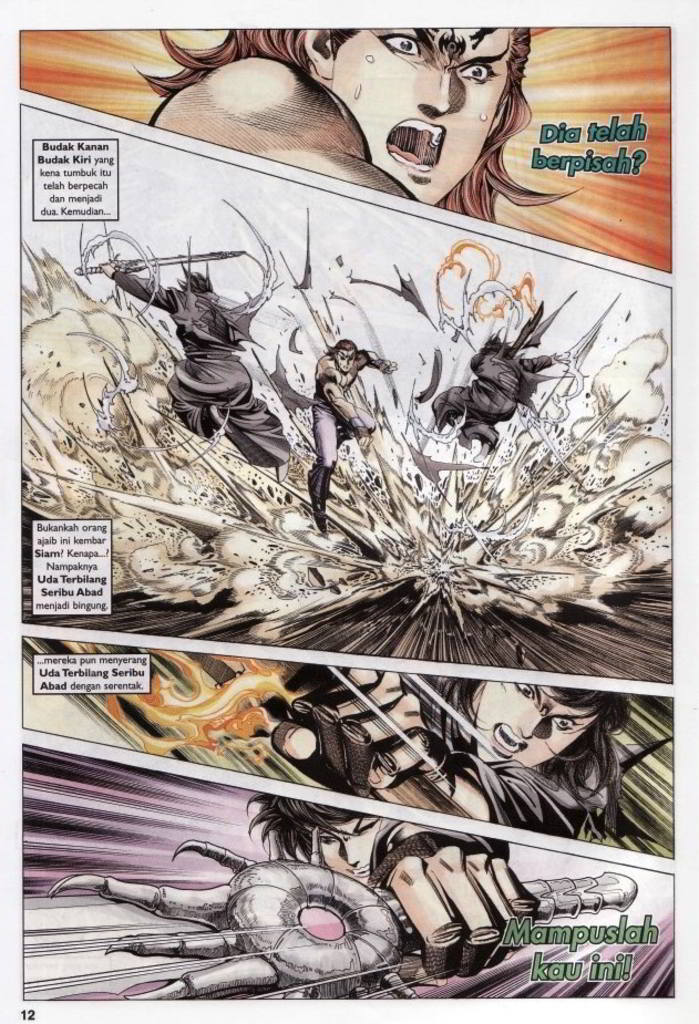 Dia telah
berpisah?
Budak Kanan
Budak Kiri yang
kena tumbuk itu
telah berpecah
dan menjadi
dua. Kemudian...
Bukankah orang
ajaib ini kembar
Siam? Kenapa...?
Nampaknya
Uda Terbilang
Seribu Abad
menjadi bingung.
...mereka pun menyerang
Uda Terbilang Seribu
Abad dengan serentak.
Mampuslah
kau ini!
12